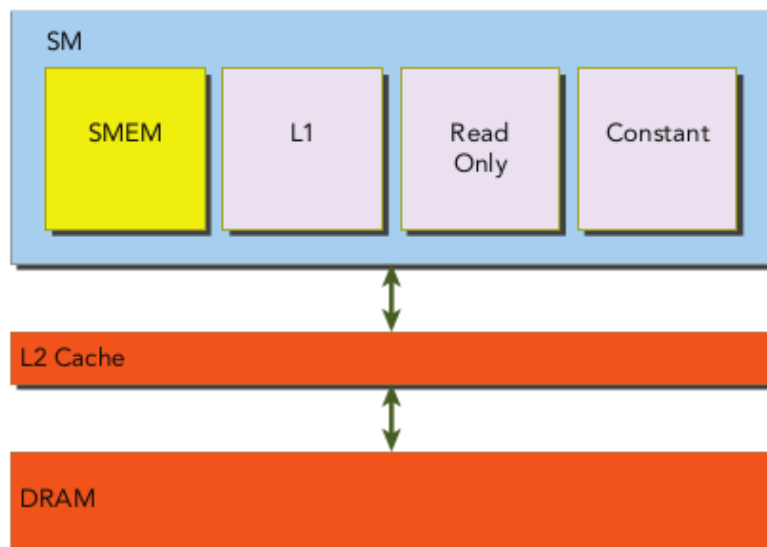 SM
SMEM
L1
Read
Only
Constant
L2 Cache
DRAM